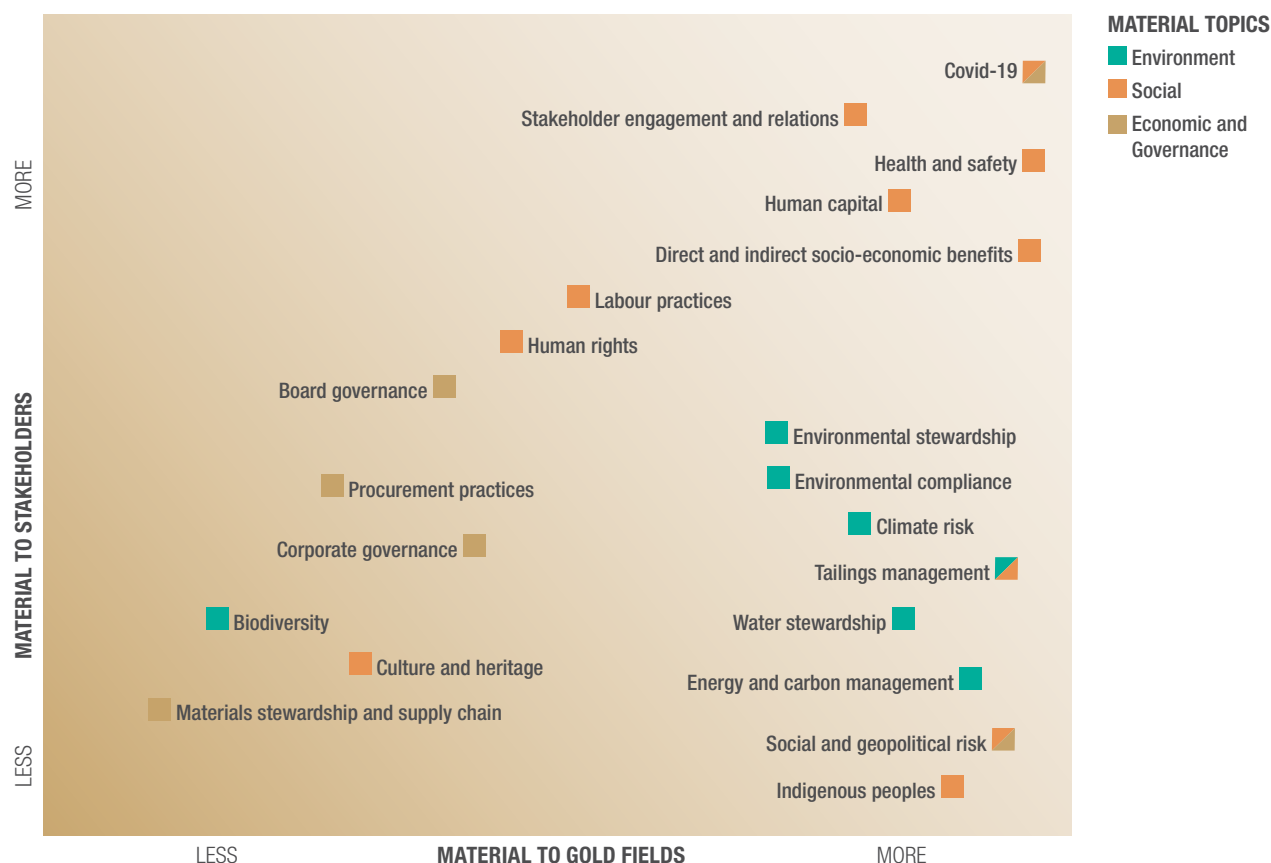 MATERIAL TOPICS
Environment
Social
Economic and
Governance
Covid-19
Stakeholder engagement and relations
Health and safety
Human capital
Direct and indirect socio-economic benefits
Labour practices
Human rights
Board governance
Environmental stewardship
Environmental compliance
Procurement practices
Climate risk
Corporate governance
Tailings management
Biodiversity
Water stewardship
Culture and heritage
Energy and carbon management
Materials stewardship and supply chain
Social and geopolitical risk
Indigenous peoples
MORE
MATERIAL TO STAKEHOLDERS
LESS
LESS
MATERIAL TO GOLD FIELDS
MORE